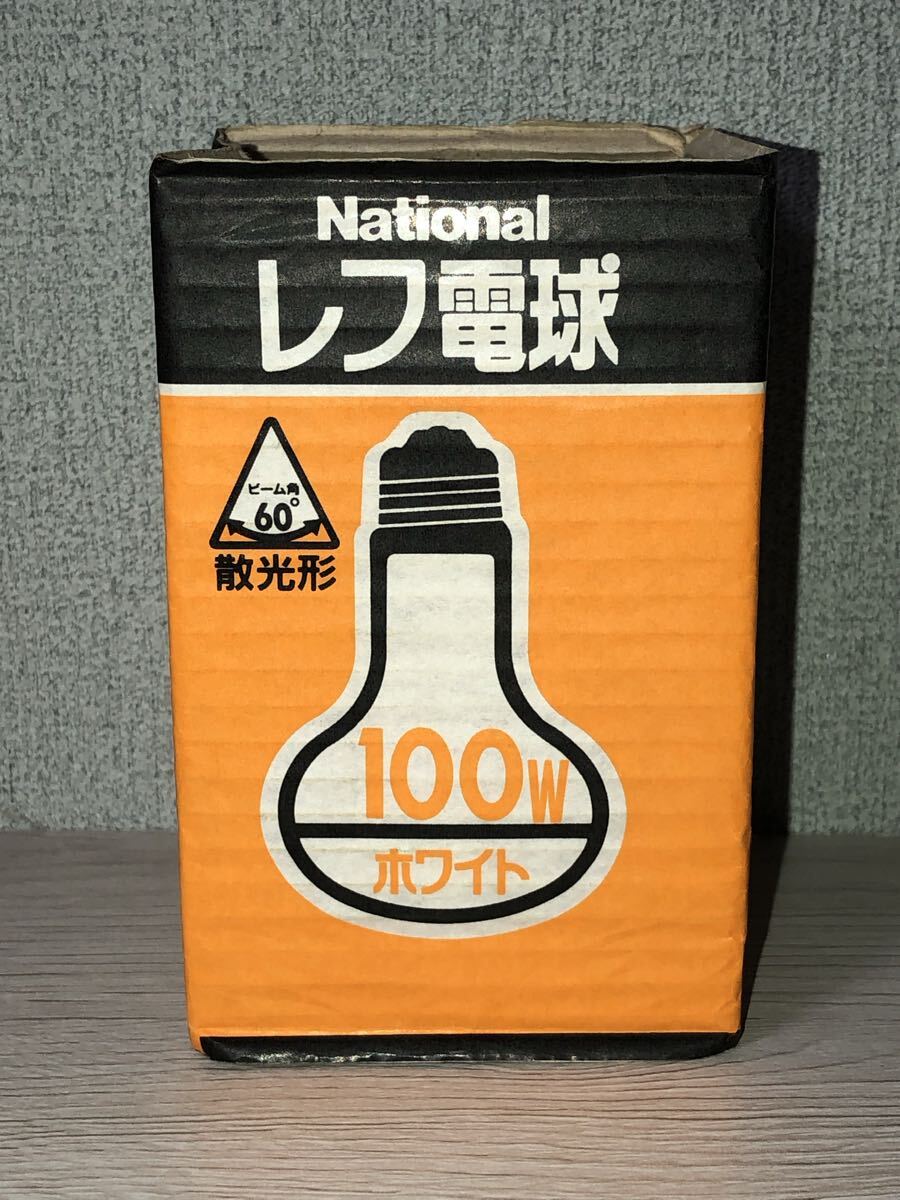 National
レフ電球
ビーム角
60°
散光形
100W
ホワイト